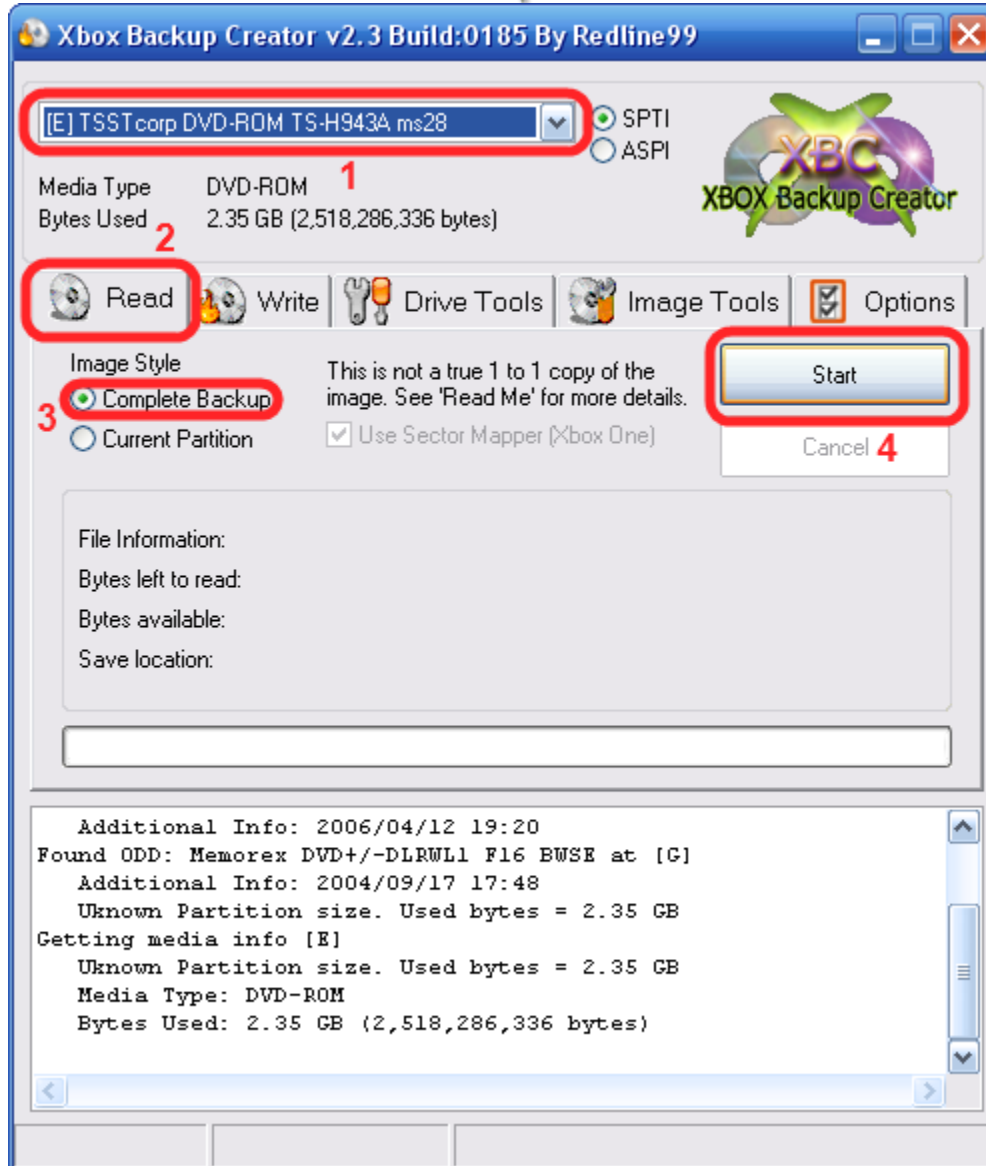 Xbox Backup Creator v2.3 Build:0185 By Redline99
[E] TSSTcorp DVD-ROM TS-H943A ms28
SPTI
ASPI
1
XBC
XBOX Backup Creator
Media Type DVD-ROM
Bytes Used 2.35 GB (2,518,286,336 bytes)
2
Read
Write
Drive Tools
Image Tools
Options
Image Style
Complete Backup
3
Current Partition
This is not a true 1 to 1 copy of the
image. See 'Read Me' for more details.
Use Sector Mapper (Xbox One)
Start
Cancel
4
File Information:
Bytes left to read:
Bytes available:
Save location:
Additional Info: 2006/04/12 19:20
Found ODD: Memorex DVD+/-DLRWL1 F16 BWSE at [G]
Additional Info: 2004/09/17 17:48
Uknown Partition size. Used bytes = 2.35 GB
Getting media info [E]
Uknown Partition size. Used bytes = 2.35 GB
Media Type: DVD-ROM
Bytes Used: 2.35 GB (2,518,286,336 bytes)